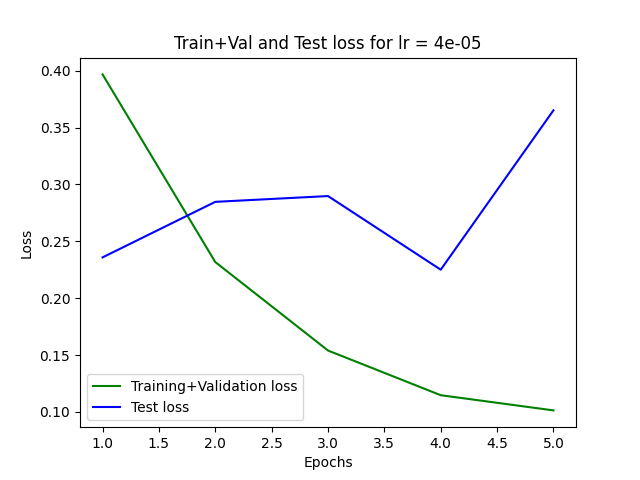 Train+Val and Test loss for lr = 4e-05
0.40
0.35
0.30
0.25
0.20
0.15
0.10
Loss
Training+Validation loss
Test loss
1.0 1.5 2.0 2.5 3.0 3.5 4.0 4.5 5.0
Epochs